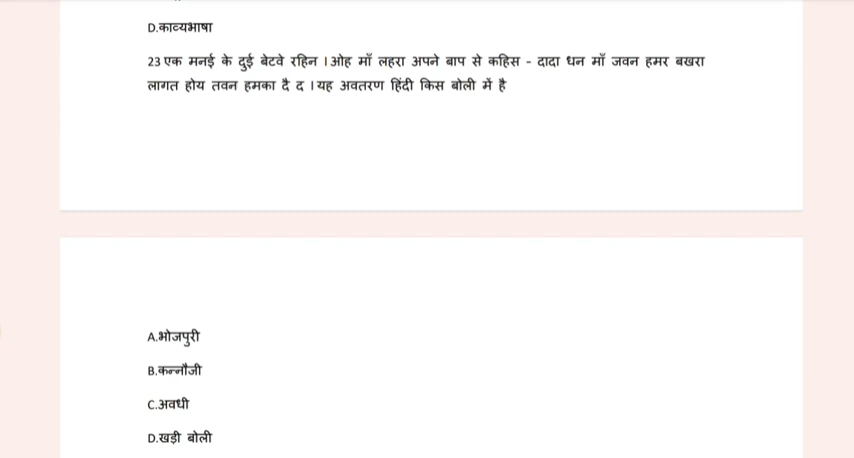 D.काव्यभाषा
23 एक मनई के दुई बेटवे रहिन ।ओह माँ लहरा अपने बाप से कहिस - दादा धन माँ जवन हमर बखरा
लागत होय तवन हमका दै द ।यह अवतरण हिंदी किस बोली में है
A.भोजपुरी
B.कन्नौजी
C.अवधी
D.खड़ी बोली